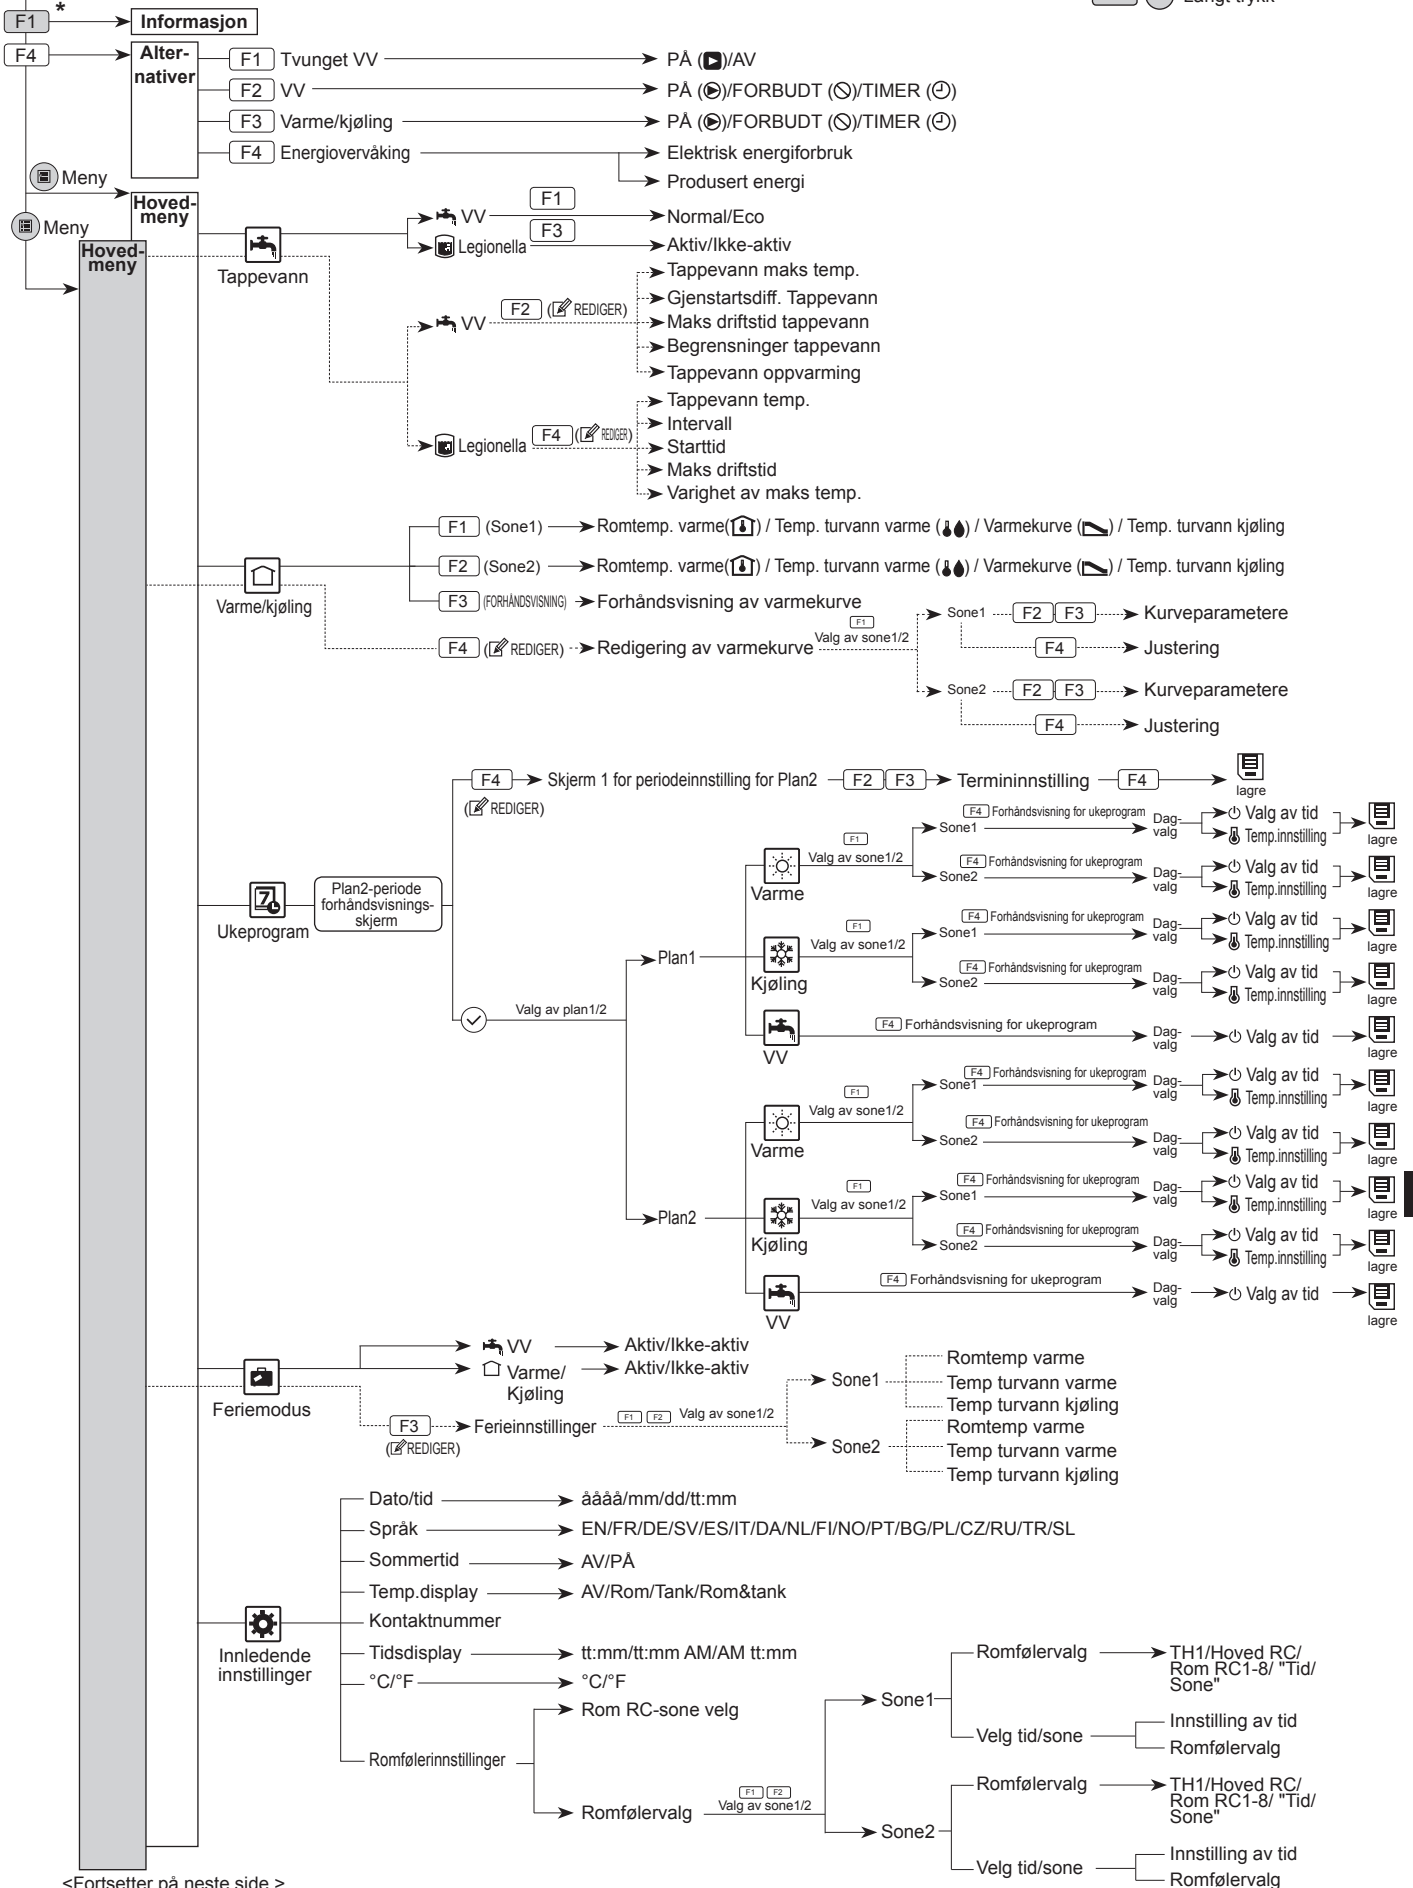 Langt trykk
F1 * Informasjon
F4 Alter-
nativer
F1 Tvunget VV PÅ ()/AV
F2 VV PÅ ()/FORBUDT ()/TIMER ()
F3 Varme/kjøling PÅ ()/FORBUDT ()/TIMER ()
F4 Energiovervåking Elektrisk energiforbruk
Produsert energi
Meny
Hoved-
meny
Meny
Hoved-
meny
Tappevann
VV F1 Normal/Eco
Legionella F3 Aktiv/Ikke-aktiv
VV F2 (REDIGER)
Tappevann maks temp.
Gjenstartsdiff. Tappevann
Maks driftstid tappevann
Begrensninger tappevann
Tappevann oppvarming
Legionella F4 (REDIGER)
Tappevann temp.
Intervall
Starttid
Maks driftstid
Varighet av maks temp.
Varme/kjøling
F1 (Sone1) Romtemp. varme() / Temp. turvann varme () / Varmekurve () / Temp. turvann kjøling
F2 (Sone2) Romtemp. varme() / Temp. turvann varme () / Varmekurve () / Temp. turvann kjøling
F3 (FORHÅNDSVISNING) Forhåndsvisning av varmekurve
F4 (REDIGER) Redigering av varmekurve
F1
Valg av sone1/2
Sone1 F2 F3 Kurveparametere
F4 Justering
Sone2 F2 F3 Kurveparametere
F4 Justering
Ukeprogram
Plan2-periode
forhåndsvisnings-
skjerm
F4 Skjerm 1 for periodeinnstilling for Plan2 F2 F3 Termininnstilling F4 lagre
(REDIGER)
Valg av plan1/2
Plan1
Varme
F1
Valg av sone1/2
F4 Forhåndsvisning for ukeprogram
Sone1 Dag-
valg
Valg av tid
Temp.innstilling
lagre
F4 Forhåndsvisning for ukeprogram
Sone2 Dag-
valg
Valg av tid
Temp.innstilling
lagre
Kjøling
F1
Valg av sone1/2
F4 Forhåndsvisning for ukeprogram
Sone1 Dag-
valg
Valg av tid
Temp.innstilling
lagre
F4 Forhåndsvisning for ukeprogram
Sone2 Dag-
valg
Valg av tid
Temp.innstilling
lagre
VV
F4 Forhåndsvisning for ukeprogram
Dag-
valg
Valg av tid
lagre
Plan2
Varme
F1
Valg av sone1/2
F4 Forhåndsvisning for ukeprogram
Sone1 Dag-
valg
Valg av tid
Temp.innstilling
lagre
F4 Forhåndsvisning for ukeprogram
Sone2 Dag-
valg
Valg av tid
Temp.innstilling
lagre
Kjøling
F1
Valg av sone1/2
F4 Forhåndsvisning for ukeprogram
Sone1 Dag-
valg
Valg av tid
Temp.innstilling
lagre
F4 Forhåndsvisning for ukeprogram
Sone2 Dag-
valg
Valg av tid
Temp.innstilling
lagre
VV
F4 Forhåndsvisning for ukeprogram
Dag-
valg
Valg av tid
lagre
Feriemodus
VV Aktiv/Ikke-aktiv
Varme/
Kjøling
Aktiv/Ikke-aktiv
F3 Ferieinnstillinger F1 F2 Valg av sone1/2
(REDIGER)
Sone1
Romtemp varme
Temp turvann varme
Temp turvann kjøling
Sone2
Romtemp varme
Temp turvann varme
Temp turvann kjøling
Innledende
innstillinger
Dato/tid åååå/mm/dd/tt:mm
Språk EN/FR/DE/SV/ES/IT/DA/NL/FI/NO/PT/BG/PL/CZ/RU/TR/SL
Sommertid AV/PÅ
Temp.display AV/Rom/Tank/Rom&tank
Kontaktnummer
Tidsdisplay tt:mm/tt:mm AM/AM tt:mm
°C/°F °C/°F
Romfølerinnstillinger
Rom RC-sone velg
Romfølervalg
F1 F2
Valg av sone1/2
Sone1
Romfølervalg TH1/Hoved RC/
Rom RC1-8/ "Tid/
Sone"
Velg tid/sone Innstilling av tid
Romfølervalg
Sone2
Romfølervalg TH1/Hoved RC/
Rom RC1-8/ "Tid/
Sone"
Velg tid/sone Innstilling av tid
Romfølervalg
<Fortsetter på neste side.>